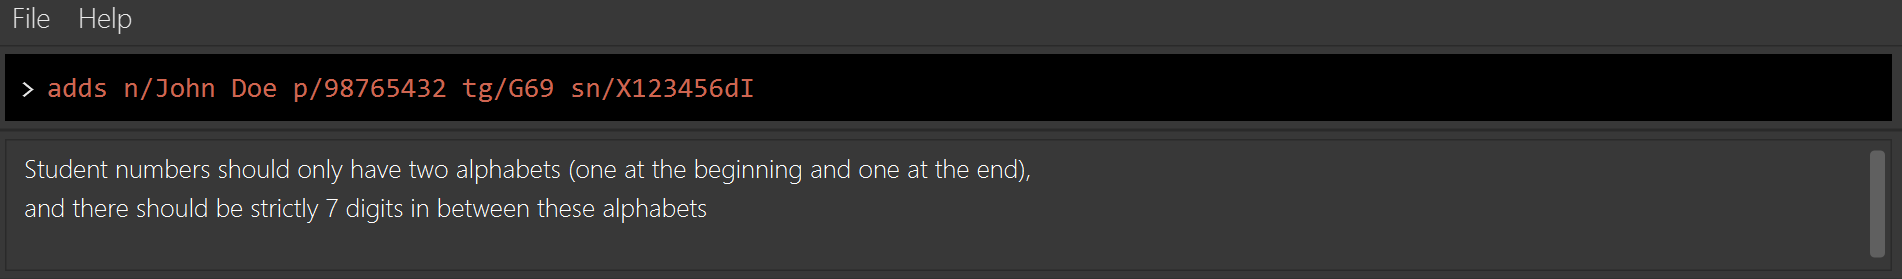 File Help
> adds n/John Doe p/98765432 tg/G69 sn/X123456dI
Student numbers should only have two alphabets (one at the beginning and one at the end),
and there should be strictly 7 digits in between these alphabets